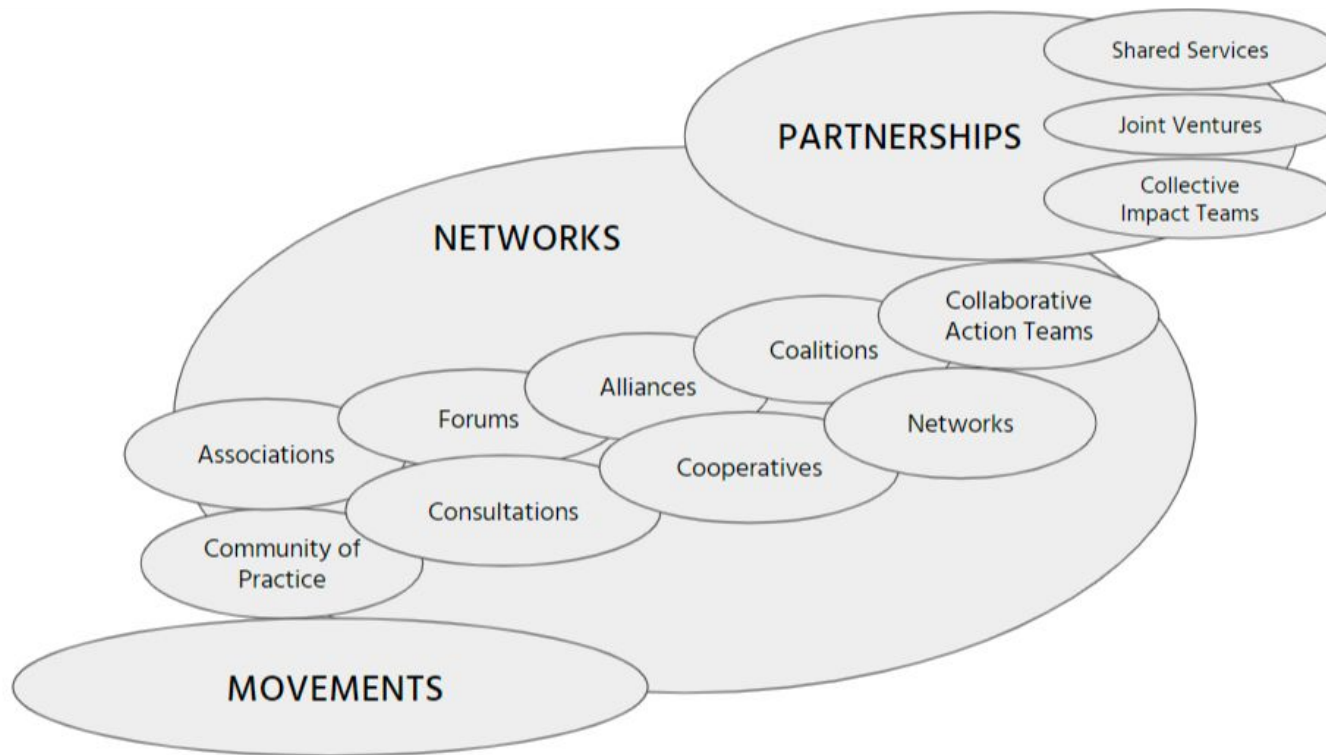 Shared Services
PARTNERSHIPS
Joint Ventures
Collective
Impact Teams
NETWORKS
Collaborative
Action Teams
Coalitions
Alliances
Forums
Networks
Associations
Cooperatives
Consultations
Community of
Practice
MOVEMENTS